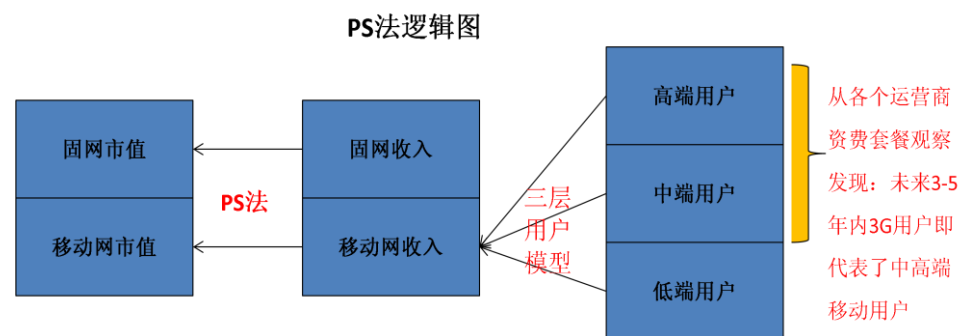 PS法逻辑图
固网市值
移动网市值
PS法
固网收入
移动网收入
三层
用户
模型
高端用户
中端用户
低端用户
从各个运营商
资费套餐观察
发现：未来3-5
年内3G用户即
代表了中高端
移动用户